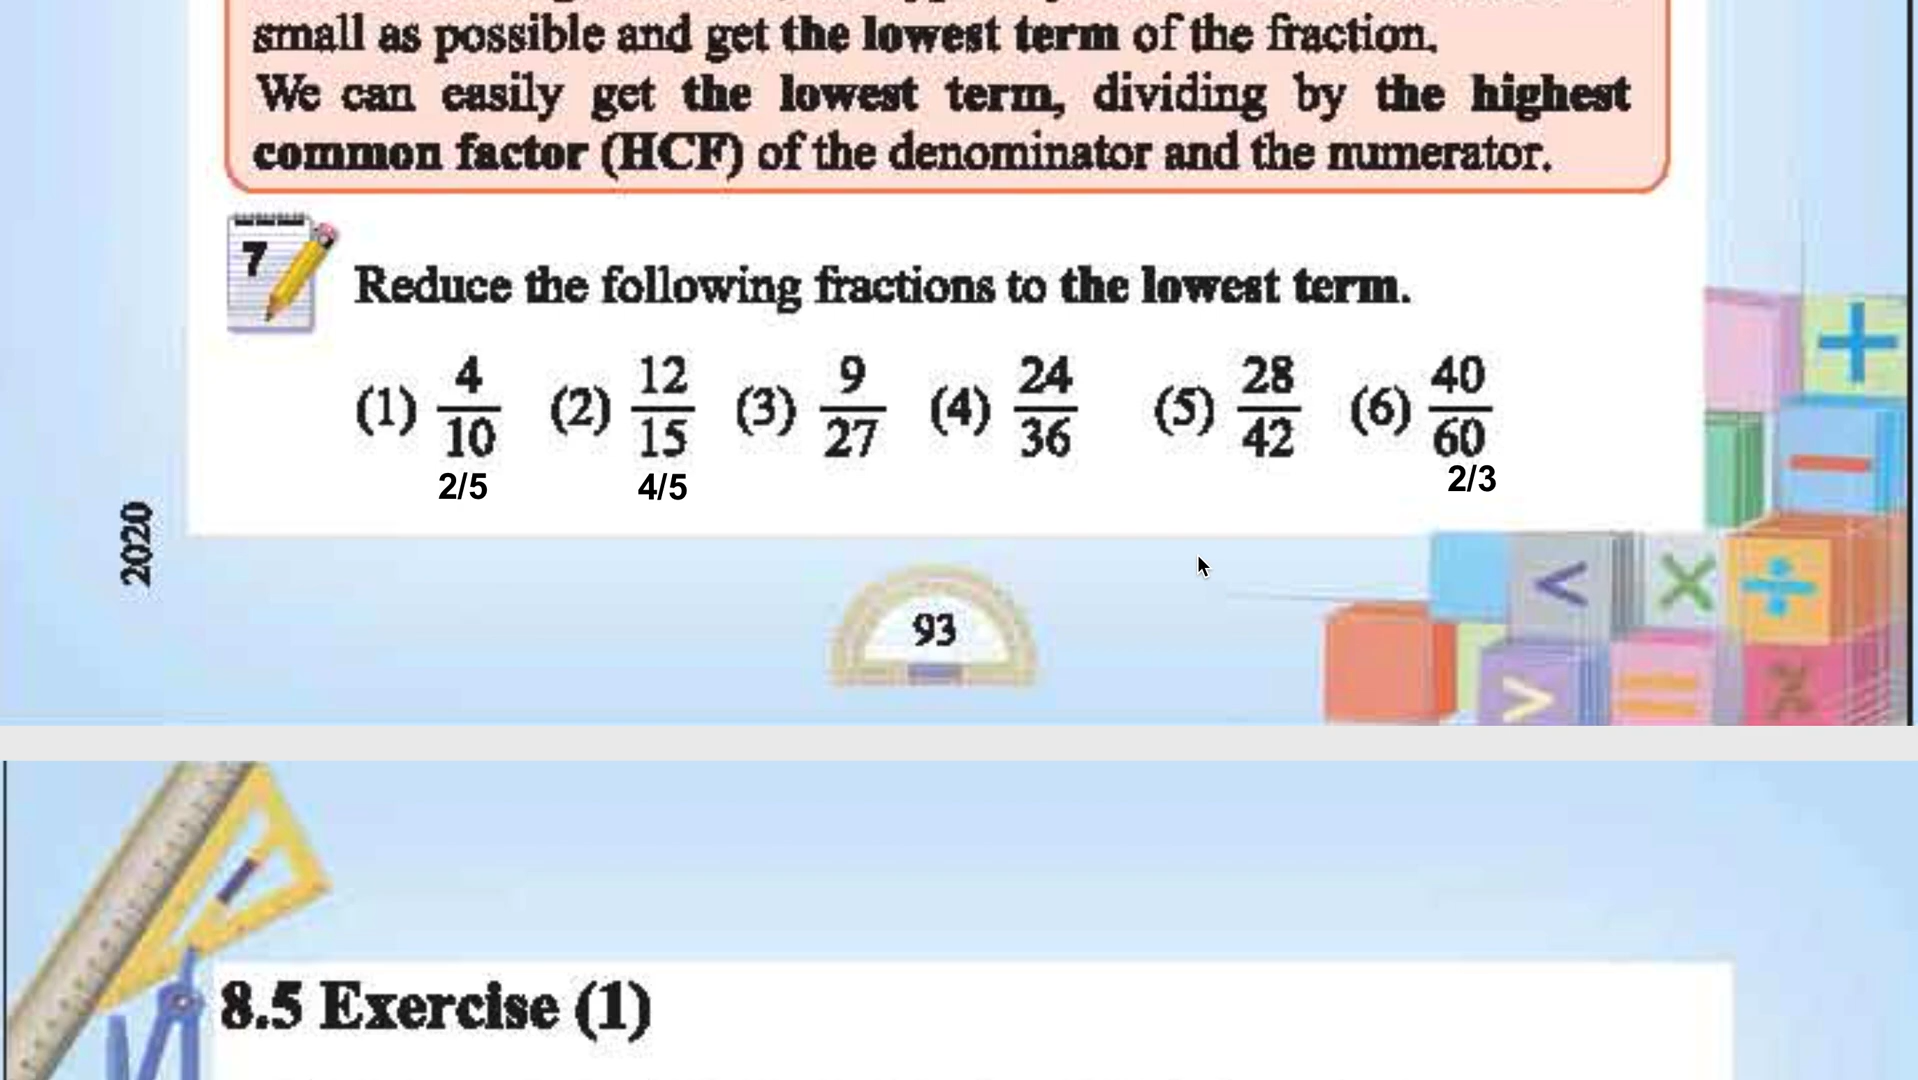 small as possible and get the lowest term of the fraction.
We can easily get the lowest term, dividing by the highest
common factor (HCF) of the denominator and the numerator.
7
Reduce the following fractions to the lowest term.
(1) 4/10 (2) 12/15 (3) 9/27 (4) 24/36 (5) 28/42 (6) 40/60
2/5 4/5 2/3
2020
93
+
−
< × ÷
> = %
8.5 Exercise (1)